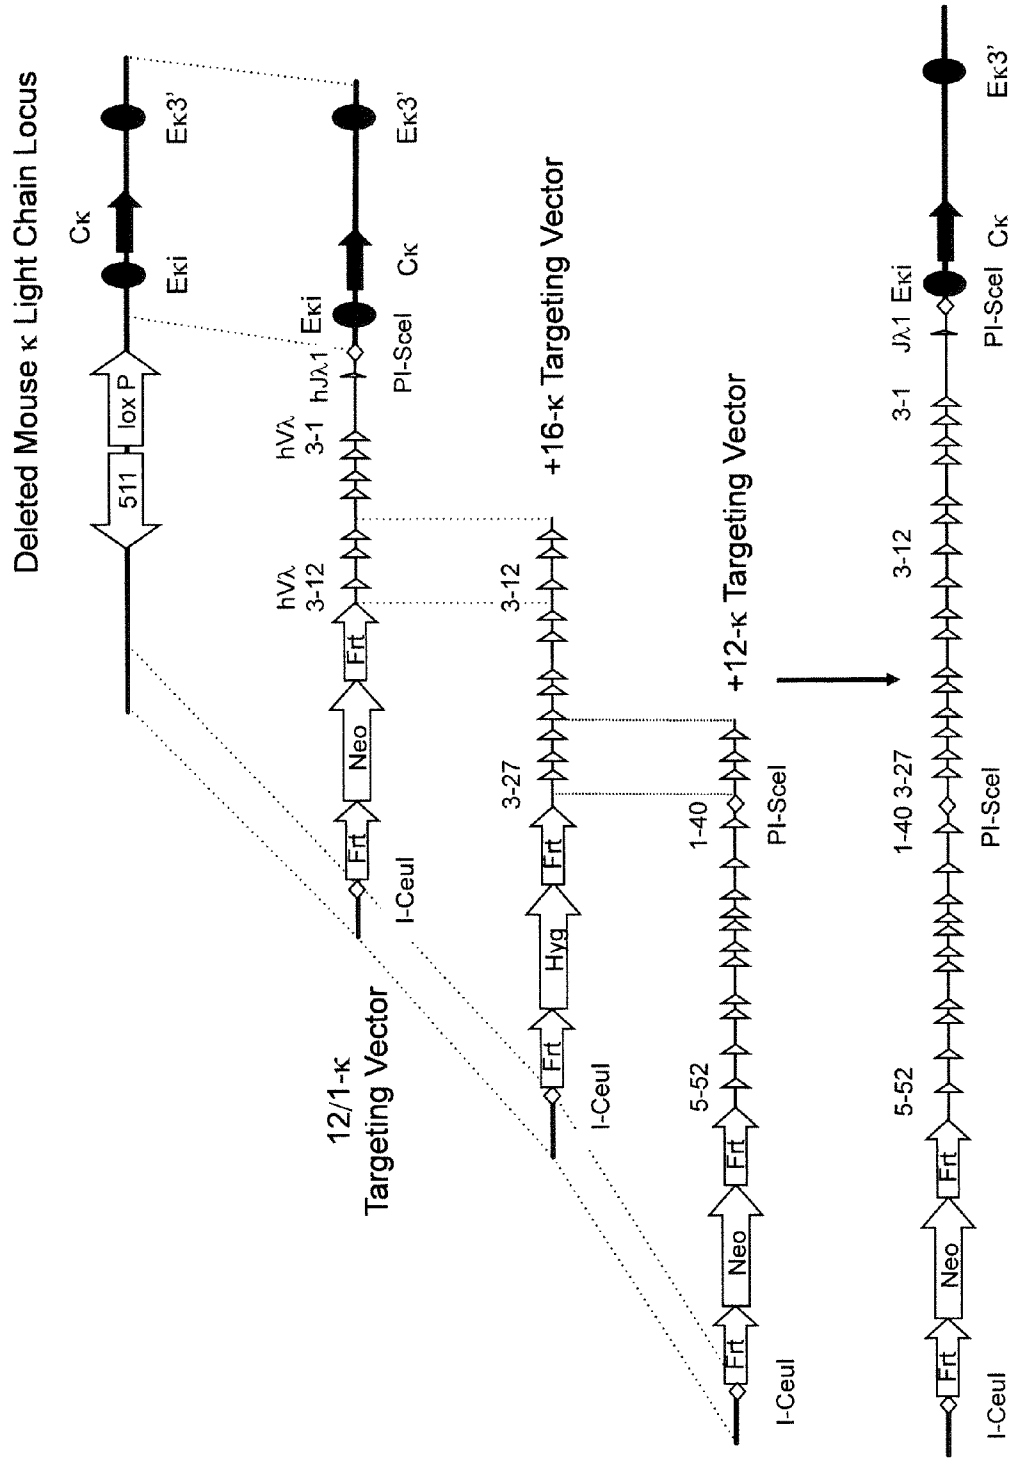 Deleted Mouse κ Light Chain Locus
511
lox P
Eκi
Cκ
Eκ3'
12/1-κ
Targeting Vector
I-CeuI
Frt
Neo
Frt
hVλ
3-12
hVλ
3-1
hJλ1
PI-SceI
Eκi
Cκ
Eκ3'
+16-κ Targeting Vector
I-CeuI
Frt
Hyg
Frt
3-27
3-12
+12-κ Targeting Vector
I-CeuI
Frt
Neo
Frt
5-52
1-40
PI-SceI
I-CeuI
Frt
Neo
Frt
5-52
1-40 3-27
PI-SceI
3-12
3-1
Jλ1 Eκi
PI-SceI
Cκ
Eκ3'